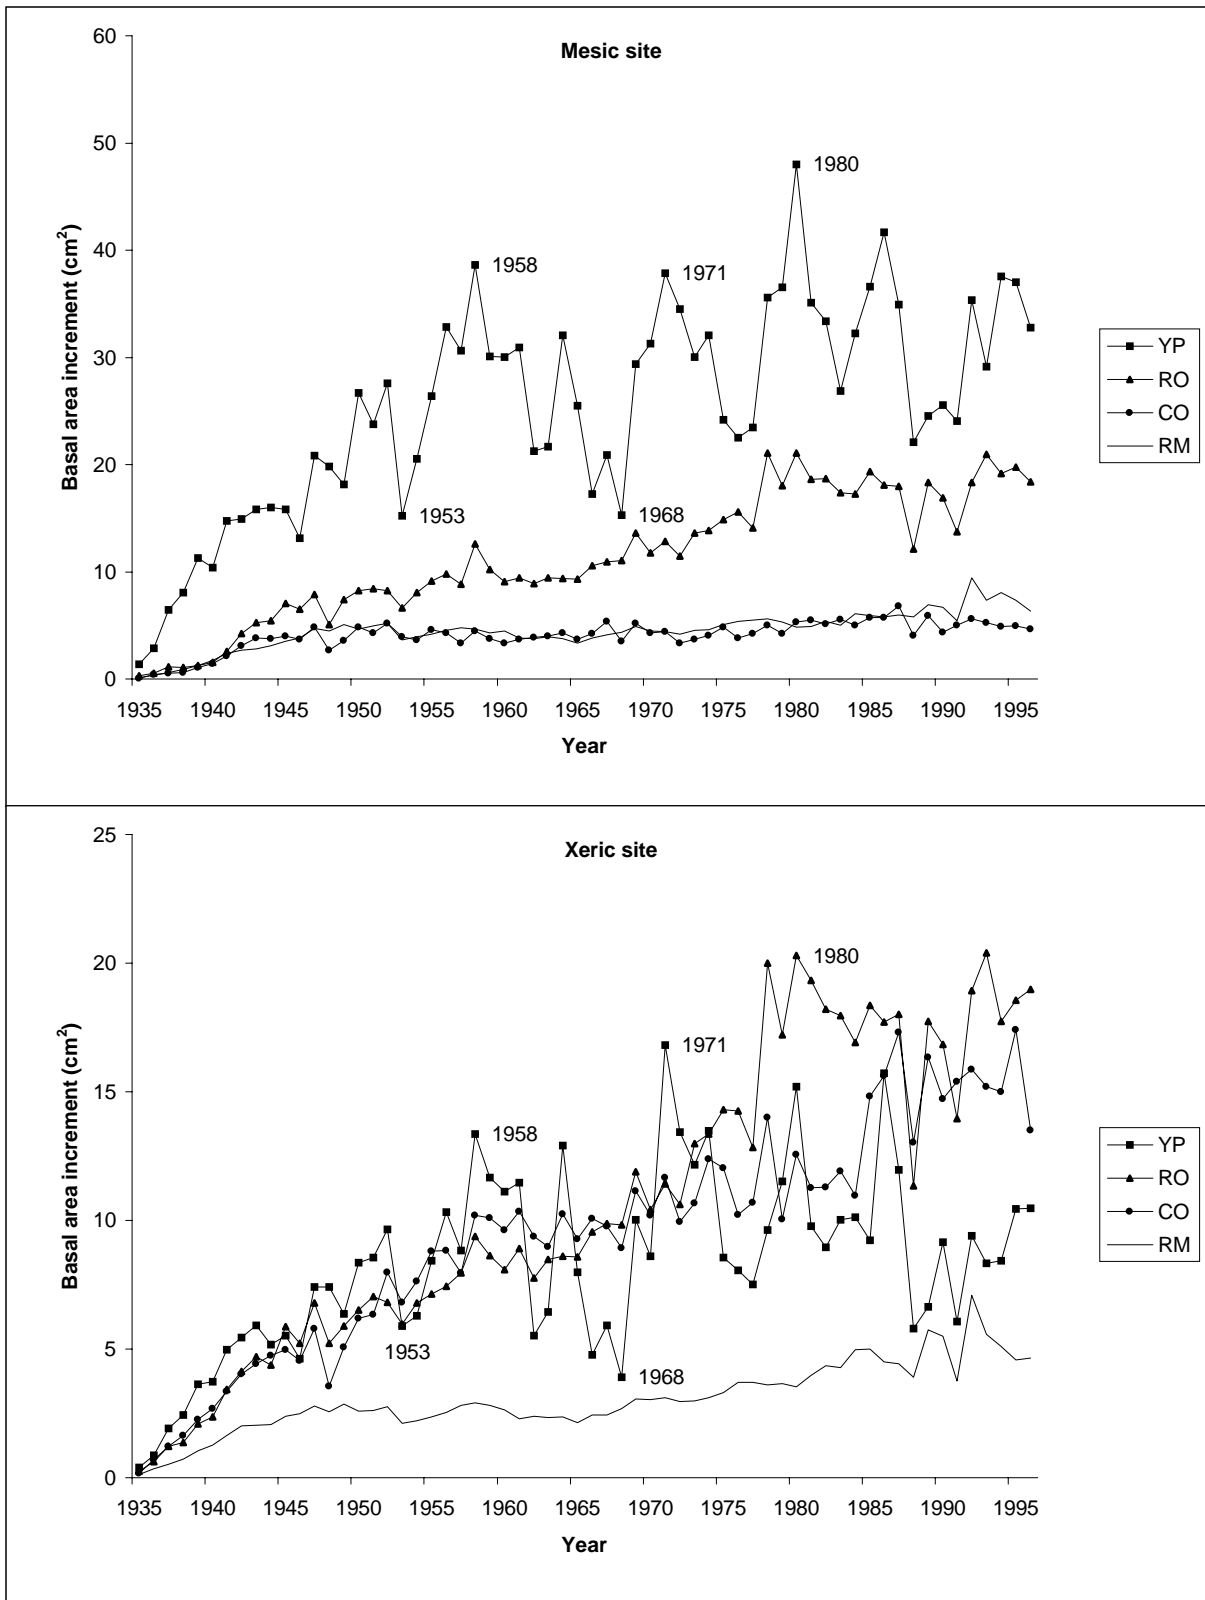 Mesic site
60
50
40
30
20
10
0
Basal area increment (cm²)
1958
1971
1980
1953
1968
1935 1940 1945 1950 1955 1960 1965 1970 1975 1980 1985 1990 1995
Year
YP
RO
CO
RM
Xeric site
25
20
15
10
5
0
Basal area increment (cm²)
1980
1971
1958
1953
1968
1935 1940 1945 1950 1955 1960 1965 1970 1975 1980 1985 1990 1995
Year
YP
RO
CO
RM